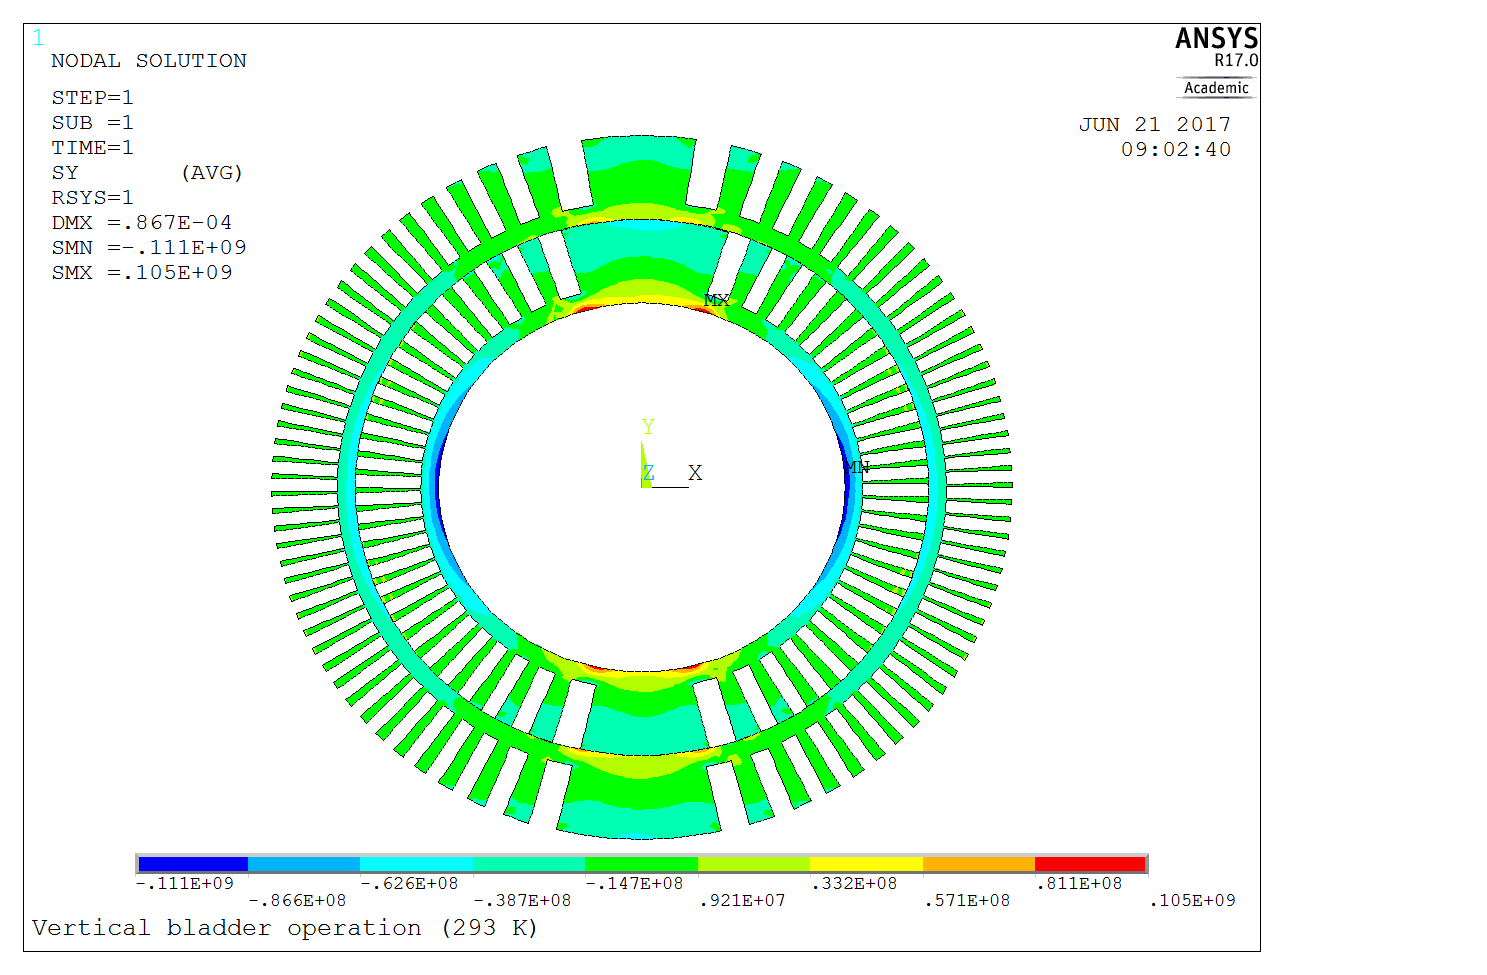 1
ANSYS
R17.0
Academic
NODAL SOLUTION
STEP=1
SUB =1
TIME=1
SY (AVG)
RSYS=1
DMX =.867E-04
SMN =-.111E+09
SMX =.105E+09
JUN 21 2017
09:02:40
MX
Y
MN
Z X
-.111E+09 -.626E+08 -.147E+08 .332E+08 .811E+08
-.866E+08 -.387E+08 .921E+07 .571E+08 .105E+09
Vertical bladder operation (293 K)